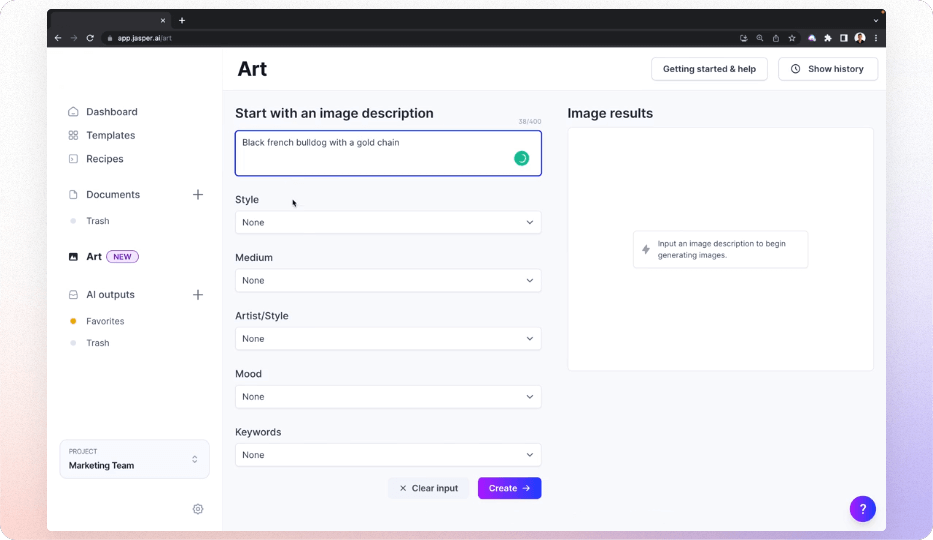 app.jasper.ai/art
Dashboard
Templates
Recipes
Documents
Trash
Art NEW
AI outputs
Favorites
Trash
PROJECT
Marketing Team
Art
Getting started & help
Show history
Start with an image description
38/400
Black french bulldog with a gold chain
Style
None
Medium
None
Artist/Style
None
Mood
None
Keywords
None
Clear input
Create →
Image results
Input an image description to begin
generating images.
?